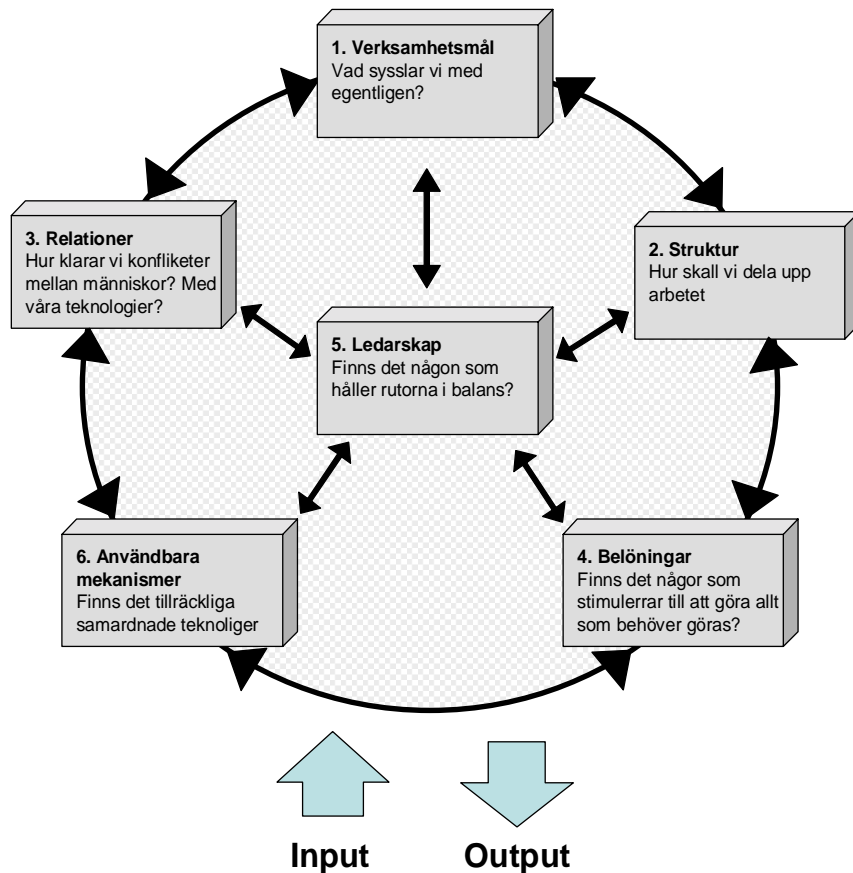 1. Verksamhetsmål
Vad sysslar vi med
egentligen?
3. Relationer
Hur klarar vi konfliketer
mellan människor? Med
våra teknologier?
2. Struktur
Hur skall vi dela upp
arbetet
5. Ledarskap
Finns det någon som
håller rutorna i balans?
6. Användbara
mekanismer
Finns det tillräckliga
samardnade teknoliger
4. Belöningar
Finns det någor som
stimulerrar till att göra allt
som behöver göras?
Input
Output